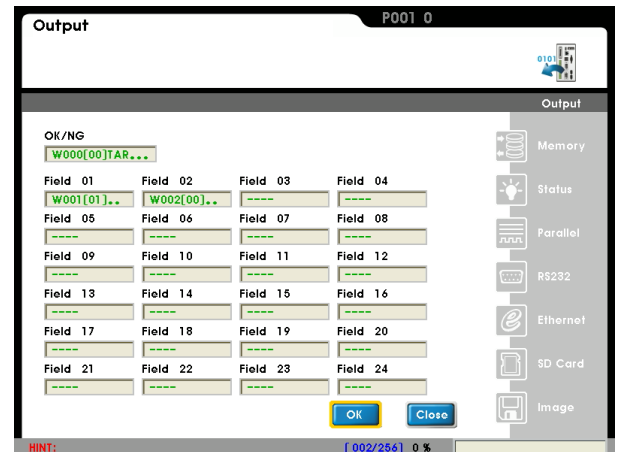 Output
P001 0
0101
Output
OK/NG
W000[00]TAR...
Field 01 Field 02 Field 03 Field 04
W001[01].. W002[00].. ---- ----
Field 05 Field 06 Field 07 Field 08
---- ---- ---- ----
Field 09 Field 10 Field 11 Field 12
---- ---- ---- ----
Field 13 Field 14 Field 15 Field 16
---- ---- ---- ----
Field 17 Field 18 Field 19 Field 20
---- ---- ---- ----
Field 21 Field 22 Field 23 Field 24
---- ---- ---- ----
OK Close
Memory
Status
Parallel
RS232
Ethernet
SD Card
Image
HINT: [002/256] 0 %